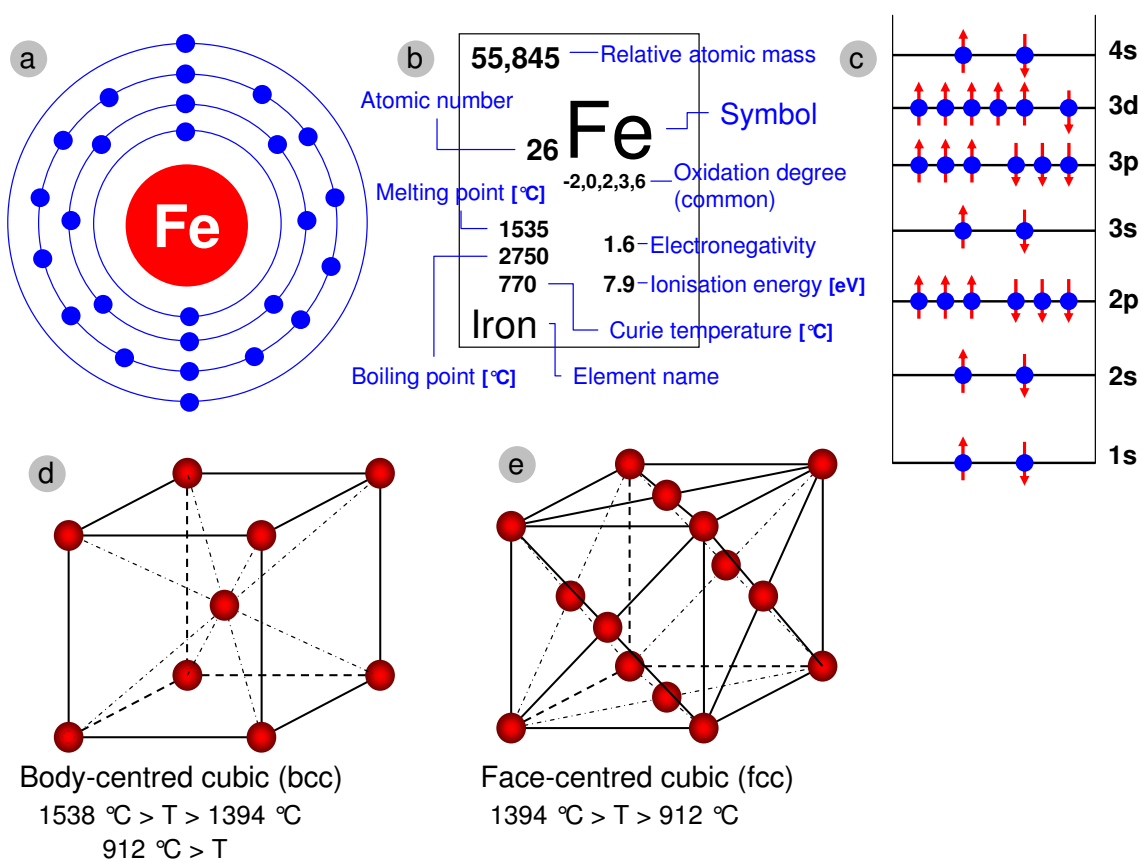 a
Fe
b
55,845
Relative atomic mass
Atomic number
26
Fe
Symbol
-2,0,2,3,6
Oxidation degree
(common)
Melting point [°C]
1535
2750
770
1.6
Electronegativity
7.9
Ionisation energy [eV]
Iron
Curie temperature [°C]
Boiling point [°C]
Element name
c
4s
3d
3p
3s
2p
2s
1s
d
Body-centred cubic (bcc)
1538 °C > T > 1394 °C
912 °C > T
e
Face-centred cubic (fcc)
1394 °C > T > 912 °C